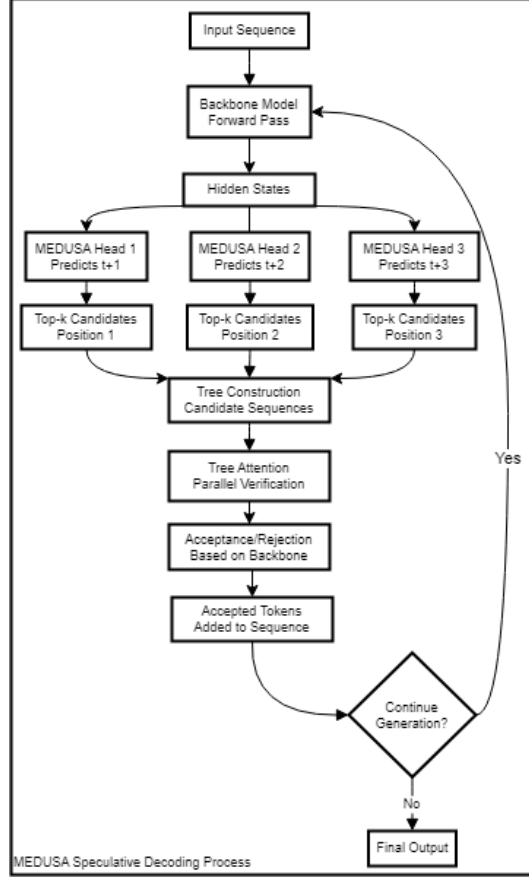 Input Sequence
Backbone Model
Forward Pass
Hidden States
MEDUSA Head 1
Predicts t+1
MEDUSA Head 2
Predicts t+2
MEDUSA Head 3
Predicts t+3
Top-k Candidates
Position 1
Top-k Candidates
Position 2
Top-k Candidates
Position 3
Tree Construction
Candidate Sequences
Tree Attention
Parallel Verification
Acceptance/Rejection
Based on Backbone
Accepted Tokens
Added to Sequence
Continue
Generation?
Yes
No
Final Output
MEDUSA Speculative Decoding Process